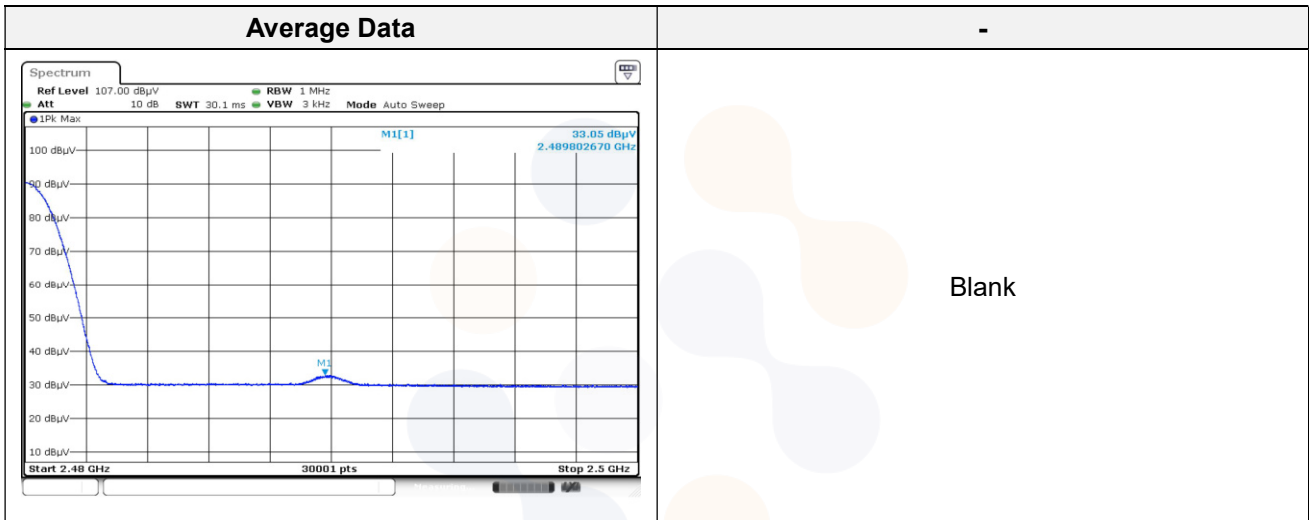 Average Data
-
Spectrum
Ref Level 107.00 dBµV
RBW 1 MHz
Att 10 dB SWT 30.1 ms VBW 3 kHz Mode Auto Sweep
1Pk Max
M1[1] 33.05 dBµV
2.489802670 GHz
100 dBµV
90 dBµV
80 dBµV
70 dBµV
60 dBµV
50 dBµV
40 dBµV
M1
30 dBµV
20 dBµV
10 dBµV
Start 2.48 GHz 30001 pts Stop 2.5 GHz
Blank